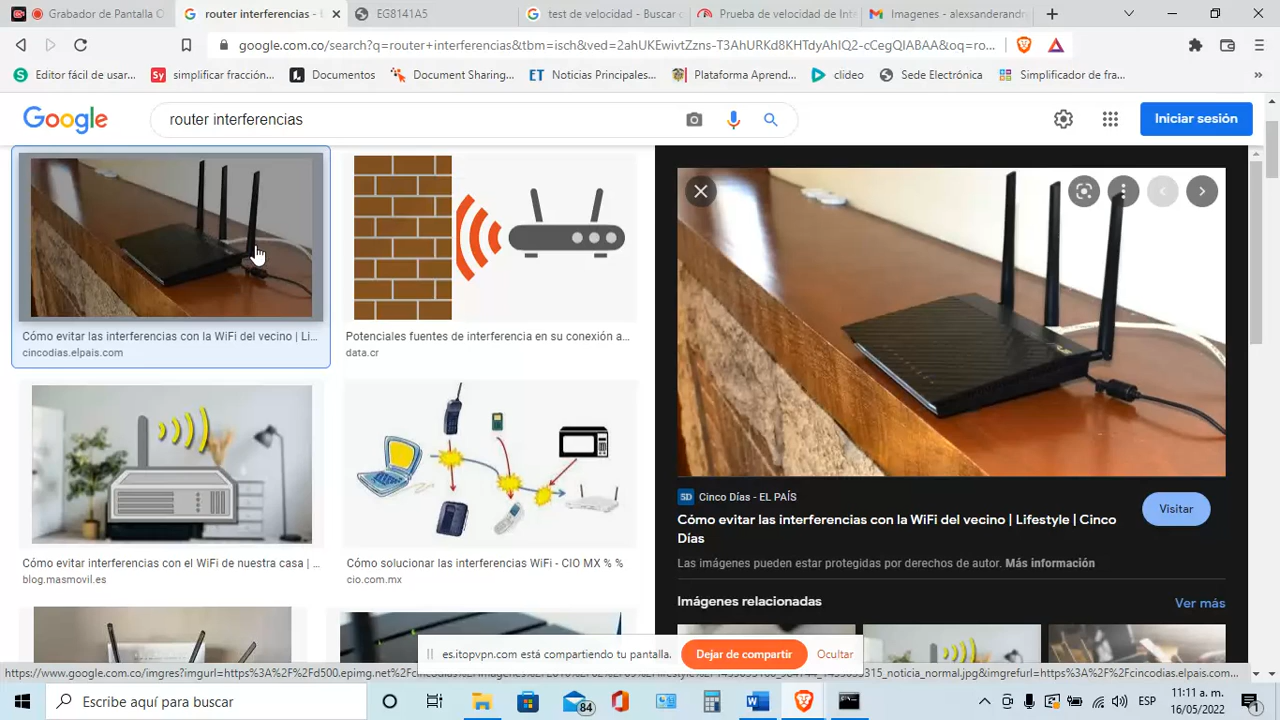 Grabador de Pantalla O
router interferencias - B
EG8141A5
test de velocidad - Buscar c
Prueba de velocidad de Int
Imagenes - alexsanderandr
google.com.co/search?q=router+interferencias&tbm=isch&ved=2ahUKEwivtZzns-T3AhURKd8KHTdyAhIQ2-cCegQIABAA&oq=ro...
Editor fácil de usar...
simplificar fracción...
Documentos
Document Sharing...
Noticias Principales...
Plataforma Aprend...
clidea
Sede Electrónica
Simplificador de fra...
Google
router interferencias
Iniciar sesión
Cómo evitar las interferencias con la WiFi del vecino | Li...
cincodias.elpais.com
Potenciales fuentes de interferencia en su conexión a...
data.cr
Cómo evitar interferencias con el WiFi de nuestra casa | ...
blog.masmovil.es
Cómo solucionar las interferencias WiFi - CIO MX % %
cio.com.mx
5D Cinco Días - EL PAÍS
Cómo evitar las interferencias con la WiFi del vecino | Lifestyle | Cinco
Días
Visitar
Las imágenes pueden estar protegidas por derechos de autor. Más información
Imágenes relacionadas
Ver más
es.itopvpn.com está compartiendo tu pantalla.
Dejar de compartir
Ocultar
Escribe aquí para buscar
84
ESP
11:11 a. m.
16/05/2022
1